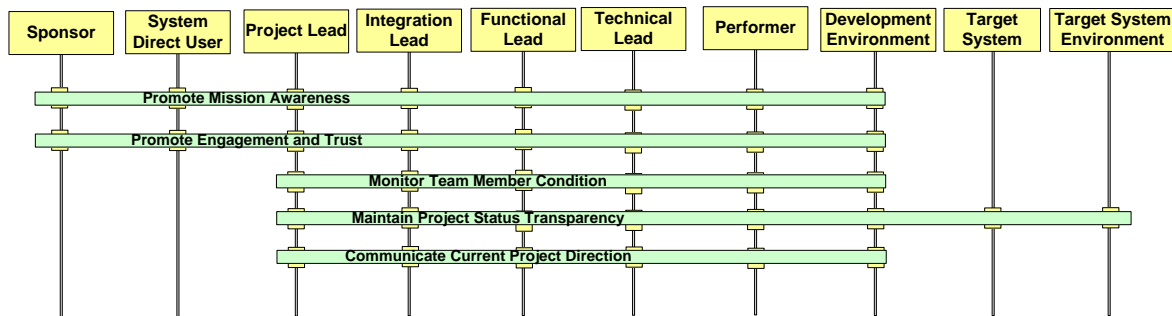 Sponsor
System
Direct User
Project Lead
Integration
Lead
Functional
Lead
Technical
Lead
Performer
Development
Environment
Target
System
Target System
Environment
Promote Mission Awareness
Promote Engagement and Trust
Monitor Team Member Condition
Maintain Project Status Transparency
Communicate Current Project Direction